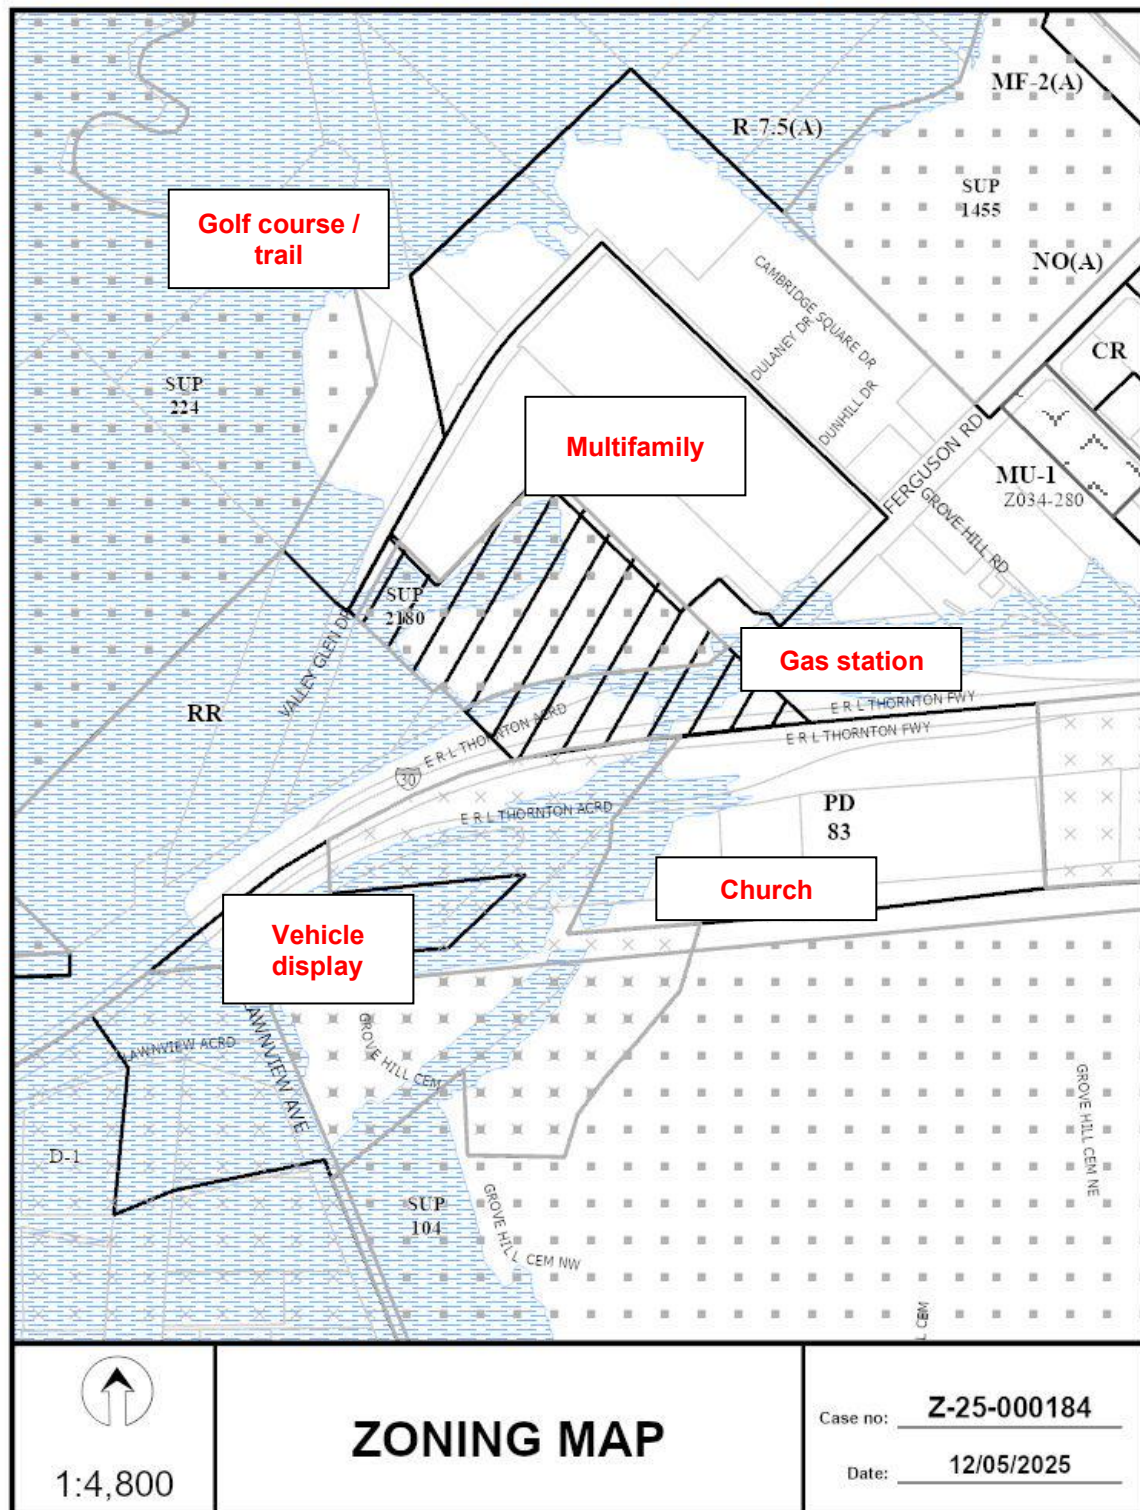 MF-2(A)
R-7.5(A)
SUP
1455
Golf course /
trail
NO(A)
CAMBRIDGE SQUARE DR
DULANEY DR
CR
SUP
224
DUNHILL DR
Multifamily
FERGUSON RD
MU-1
Z034-280
GROVE HILL RD
SUP
2180
VALLEY GLEN DR
Gas station
RR
E R L THORNTON ACRD
E R L THORNTON FWY
E R L THORNTON FWY
30
E R L THORNTON ACRD
PD
83
Church
Vehicle
display
LAWNVIEW ACRD
AWNVIEW AVE
GROVE HILL CEM
GROVE HILL CEM NE
D-1
SUP
104
GROVE HILL CEM NW
1:4,800
ZONING MAP
Case no: Z-25-000184
Date: 12/05/2025